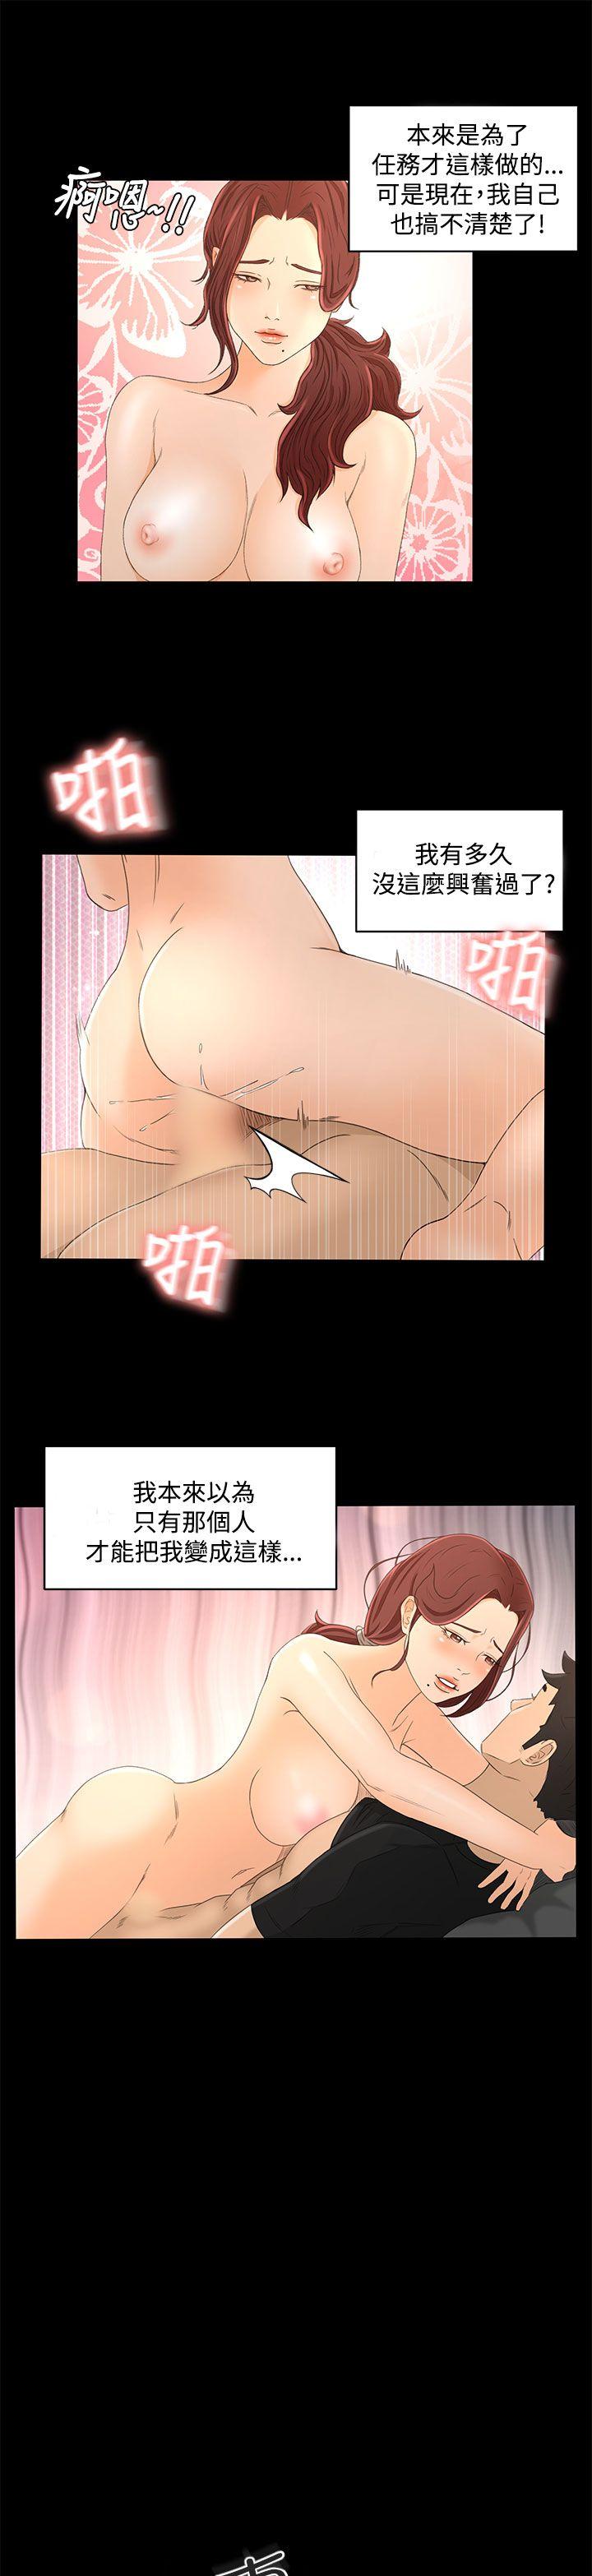 本來是為了
任務才這樣做的...
可是現在，我自己
也搞不清楚了!
啊嗯~!!
啪
我有多久
沒這麼興奮過了?
啪
啪
我本來以為
只有那個人
才能把我變成這樣...